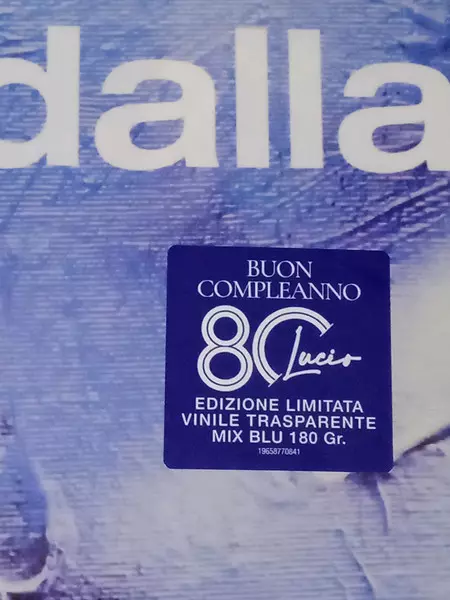 dalla
BUON
COMPLEANNO
80 Lucio
EDIZIONE LIMITATA
VINILE TRASPARENTE
MIX BLU 180 Gr.
19658770841